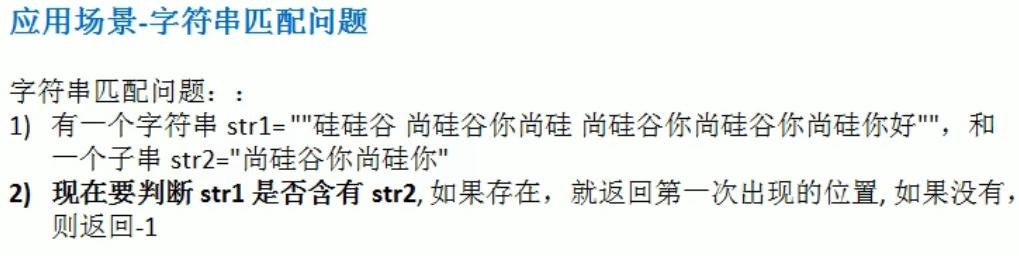 应用场景-字符串匹配问题
字符串匹配问题：：
1) 有一个字符串 str1= ""硅硅谷 尚硅谷你尚硅 尚硅谷你尚硅谷你尚硅你好""，和
一个子串 str2="尚硅谷你尚硅你"
2) 现在要判断 str1 是否含有 str2, 如果存在，就返回第一次出现的位置, 如果没有，
则返回-1